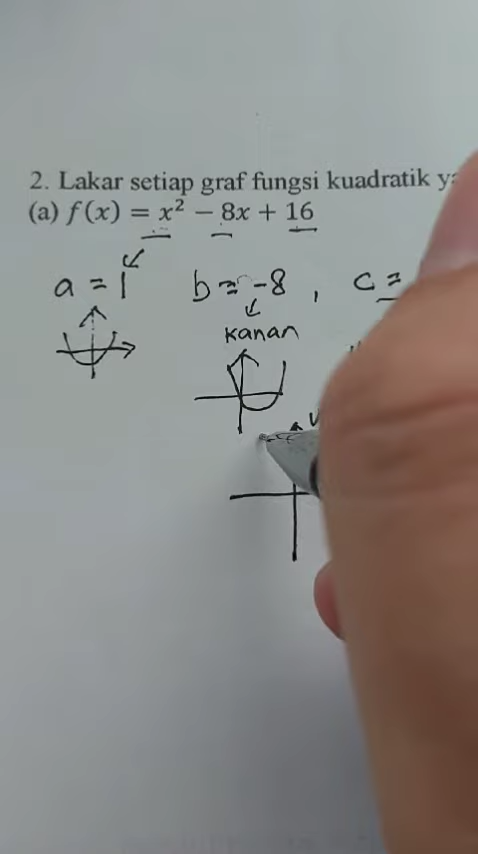 2. Lakar setiap graf fungsi kuadratik
(a) f(x) = x² − 8x + 16
a = 1 b = -8 , c =
kanan